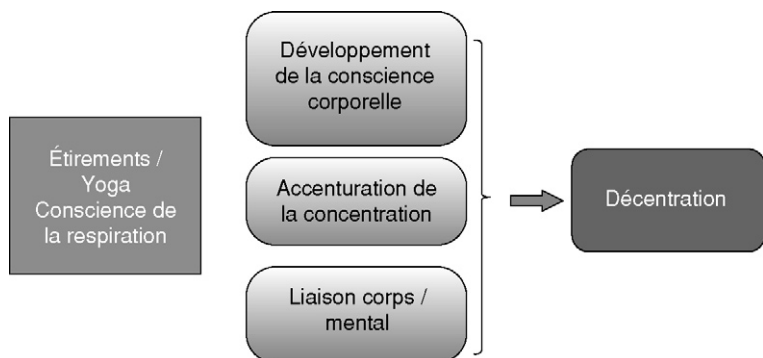 Étirements /
Yoga
Conscience de
la respiration
Développement
de la conscience
corporelle
Accenturation de
la concentration
Liaison corps /
mental
Décentration